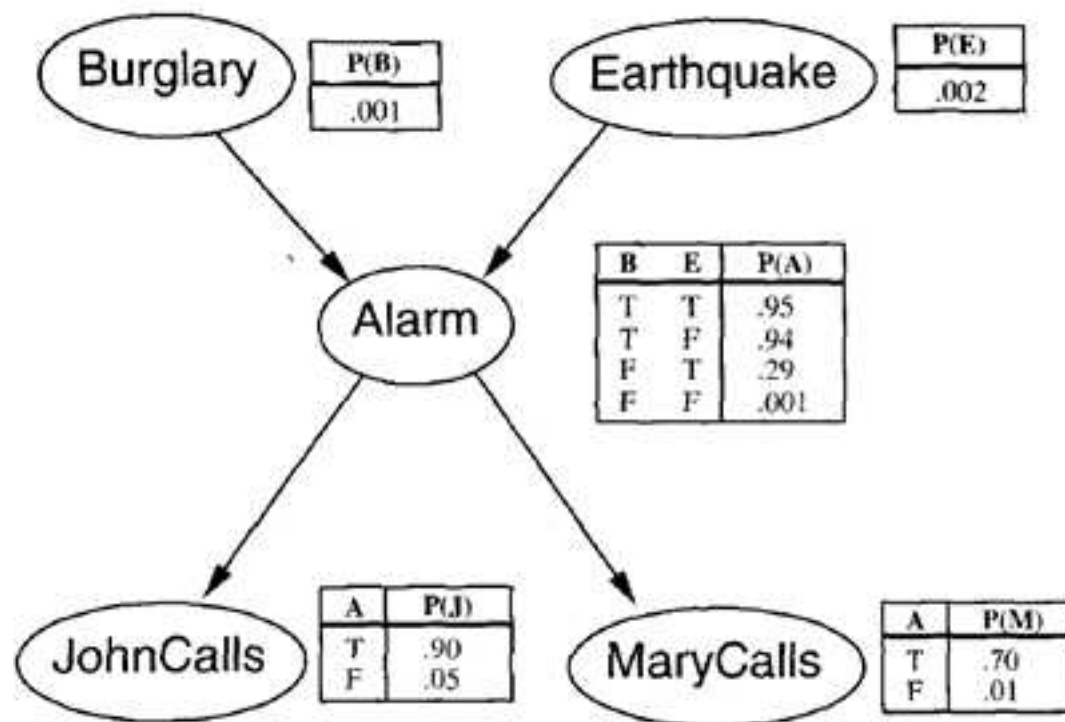 Burglary
P(B)
.001
Earthquake
P(E)
.002
Alarm
B E P(A)
T T .95
T F .94
F T .29
F F .001
JohnCalls
A P(J)
T .90
F .05
MaryCalls
A P(M)
T .70
F .01